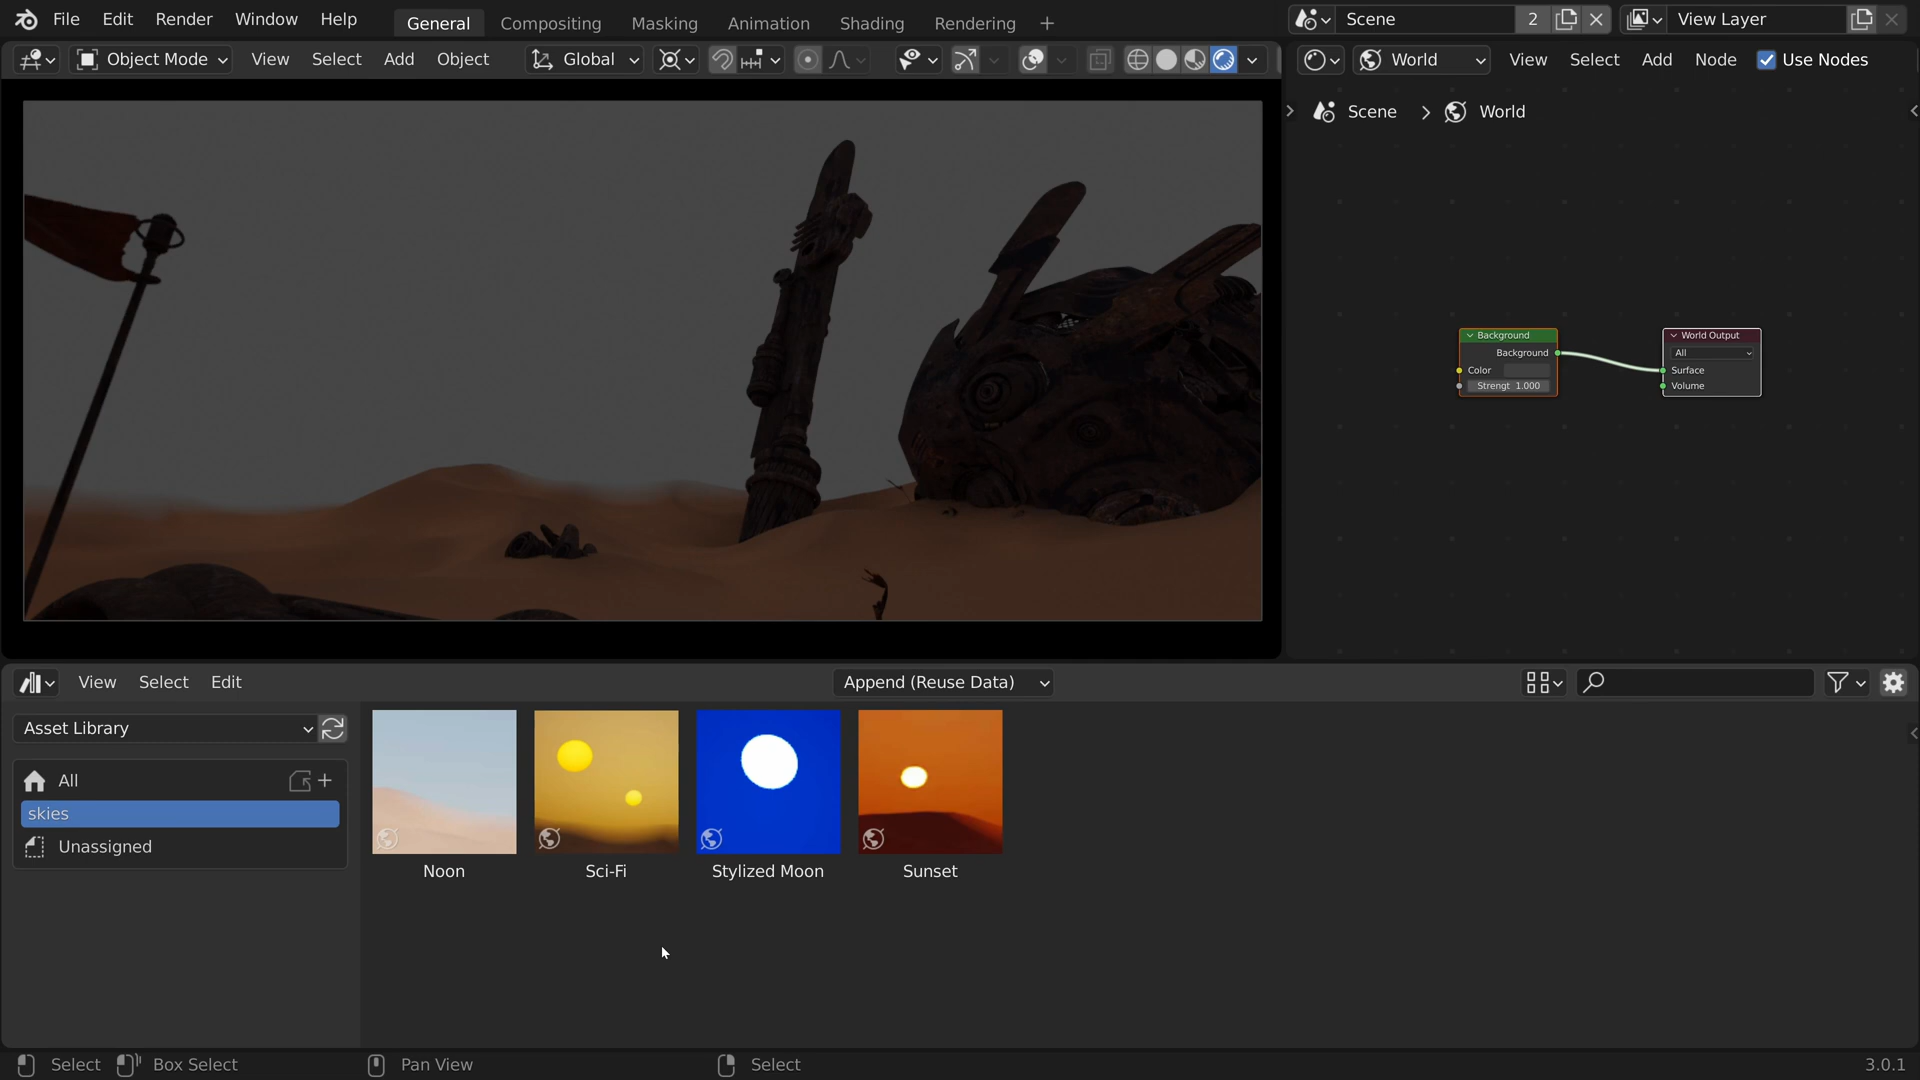 File Edit Render Window Help General Compositing Masking Animation Shading Rendering Scene 2 View Layer
Object Mode View Select Add Object Global World View Select Add Node Use Nodes
Scene World
Background
Background
Color
Strengt 1.000
World Output
All
Surface
Volume
View Select Edit Append (Reuse Data)
Asset Library
All
skies
Unassigned
Noon Sci-Fi Stylized Moon Sunset
Select Box Select Pan View Select 3.0.1